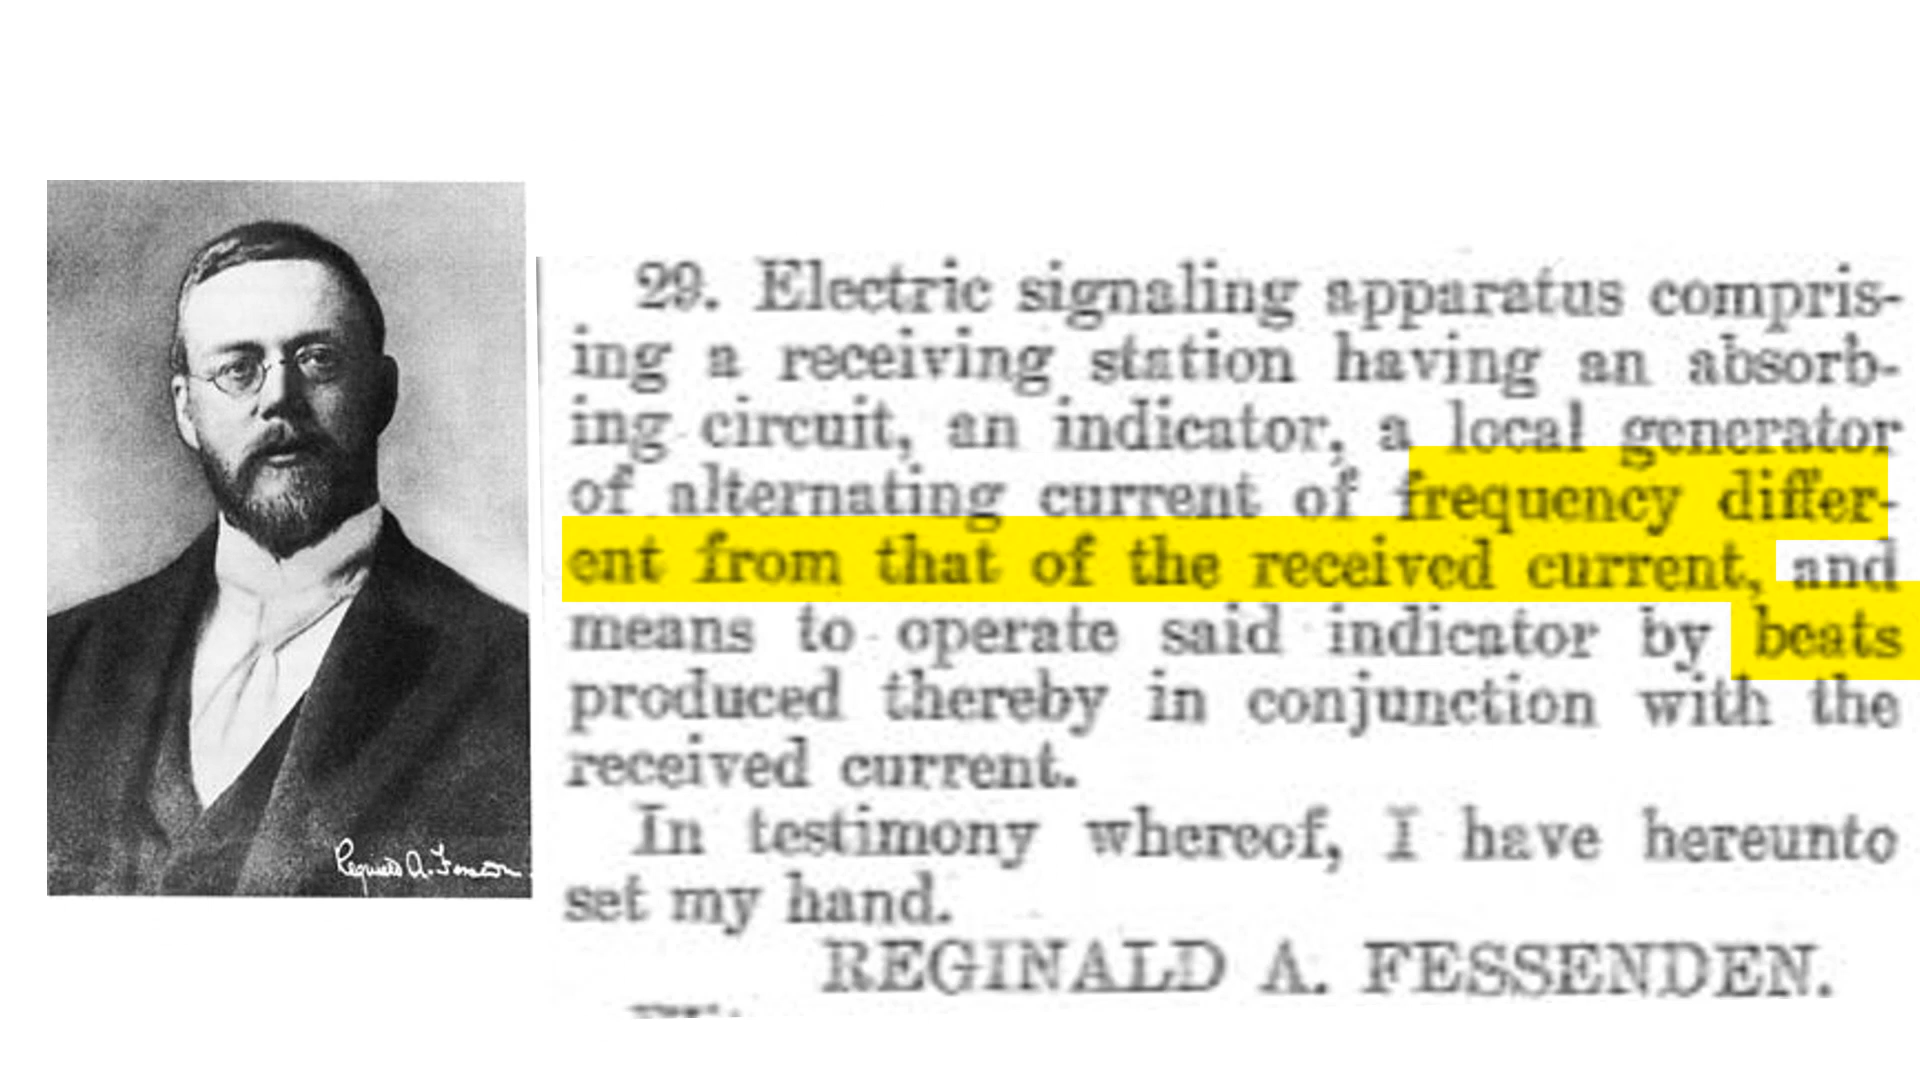 29. Electric signaling apparatus compris-
ing a receiving station having an absorb-
ing circuit, an indicator, a local generator
of alternating current of frequency differ-
ent from that of the received current, and
means to operate said indicator by beats
produced thereby in conjunction with the
received current.
In testimony whereof, I have hereunto
set my hand.
REGINALD A. FESSENDEN.
Reginald A. Fessenden